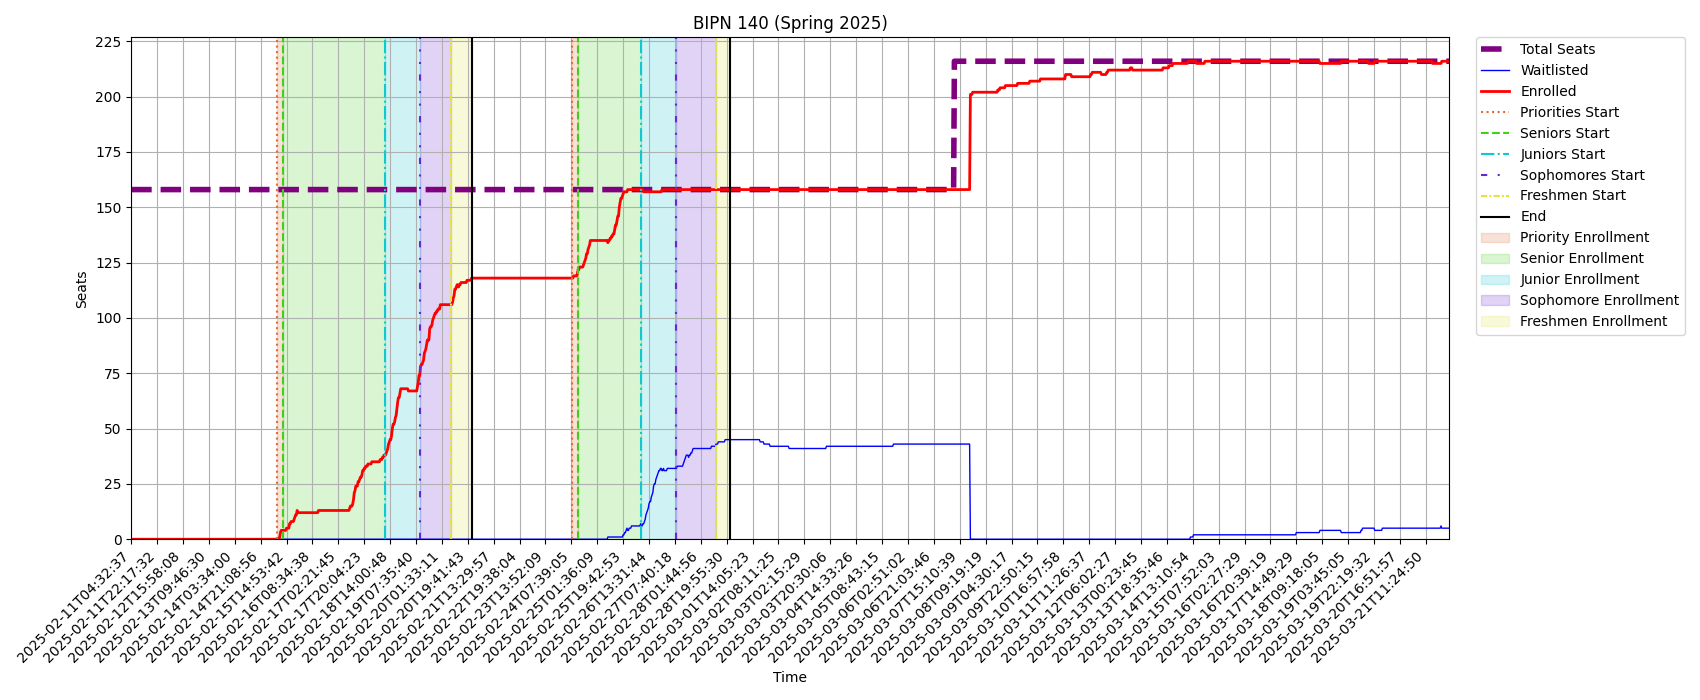 BIPN 140 (Spring 2025)
225
200
175
150
125
100
75
50
25
0
Seats
2025-02-11T04:32:37
2025-02-11T22:17:32
2025-02-12T15:58:08
2025-02-13T09:46:30
2025-02-14T03:34:00
2025-02-14T21:08:56
2025-02-15T14:53:42
2025-02-16T08:34:38
2025-02-17T02:21:45
2025-02-17T20:04:23
2025-02-18T14:00:48
2025-02-19T07:35:40
2025-02-20T01:33:11
2025-02-20T19:41:43
2025-02-21T13:29:57
2025-02-22T19:38:04
2025-02-23T13:52:09
2025-02-24T07:39:05
2025-02-25T01:36:09
2025-02-25T19:42:53
2025-02-26T13:31:44
2025-02-27T07:40:18
2025-02-28T01:44:56
2025-02-28T19:55:30
2025-03-01T14:05:23
2025-03-02T08:11:25
2025-03-03T02:15:29
2025-03-03T20:30:06
2025-03-04T14:33:26
2025-03-05T08:43:15
2025-03-06T02:51:02
2025-03-06T21:03:46
2025-03-07T15:10:39
2025-03-08T09:19:19
2025-03-09T04:30:17
2025-03-09T22:50:15
2025-03-10T16:57:58
2025-03-11T11:26:37
2025-03-12T06:02:27
2025-03-13T00:23:45
2025-03-13T18:35:46
2025-03-14T13:10:54
2025-03-15T07:52:03
2025-03-16T02:27:29
2025-03-16T20:39:19
2025-03-17T14:49:29
2025-03-18T09:18:05
2025-03-19T03:45:05
2025-03-19T22:19:32
2025-03-20T16:51:57
2025-03-21T11:24:50
Time
Total Seats
Waitlisted
Enrolled
Priorities Start
Seniors Start
Juniors Start
Sophomores Start
Freshmen Start
End
Priority Enrollment
Senior Enrollment
Junior Enrollment
Sophomore Enrollment
Freshmen Enrollment